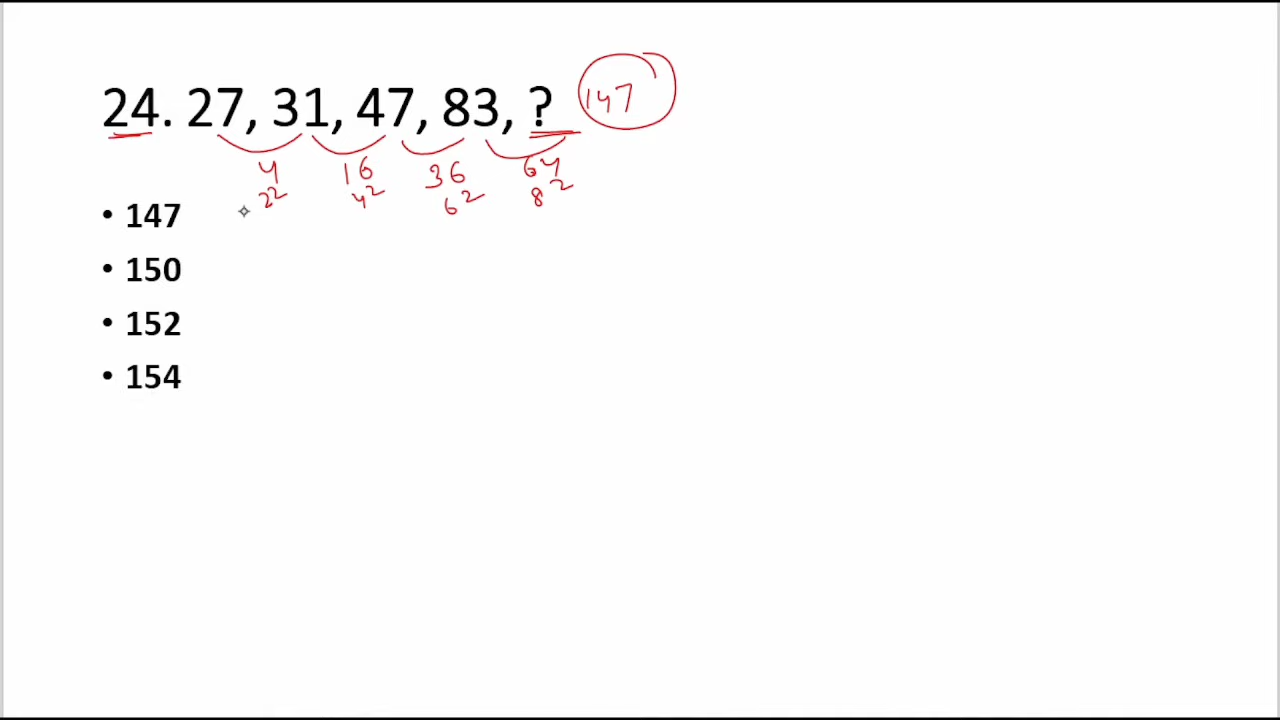 24. 27, 31, 47, 83, ? 147
4 16 36 64
2² 4² 6² 8²
• 147
• 150
• 152
• 154